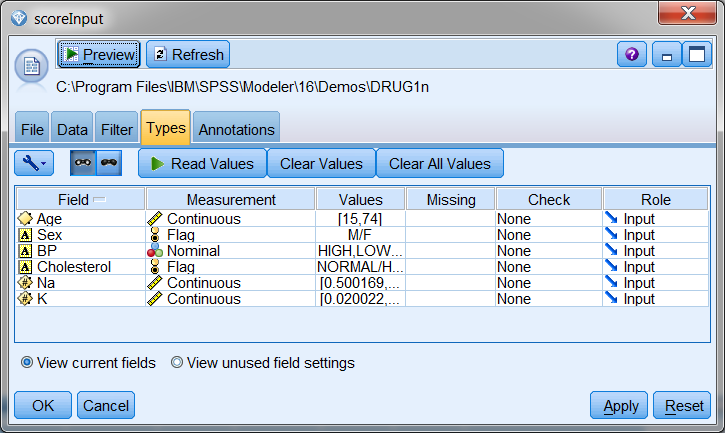 scoreInput
Preview Refresh ?
C:\Program Files\IBM\SPSS\Modeler\16\Demos\DRUG1n
File Data Filter Types Annotations
Read Values Clear Values Clear All Values
Field Measurement Values Missing Check Role
Age Continuous [15,74] None Input
A Sex Flag M/F None Input
A BP Nominal HIGH,LOW... None Input
A Cholesterol Flag NORMAL/H... None Input
# Na Continuous [0.500169,... None Input
# K Continuous [0.020022,... None Input
View current fields View unused field settings
OK Cancel Apply Reset